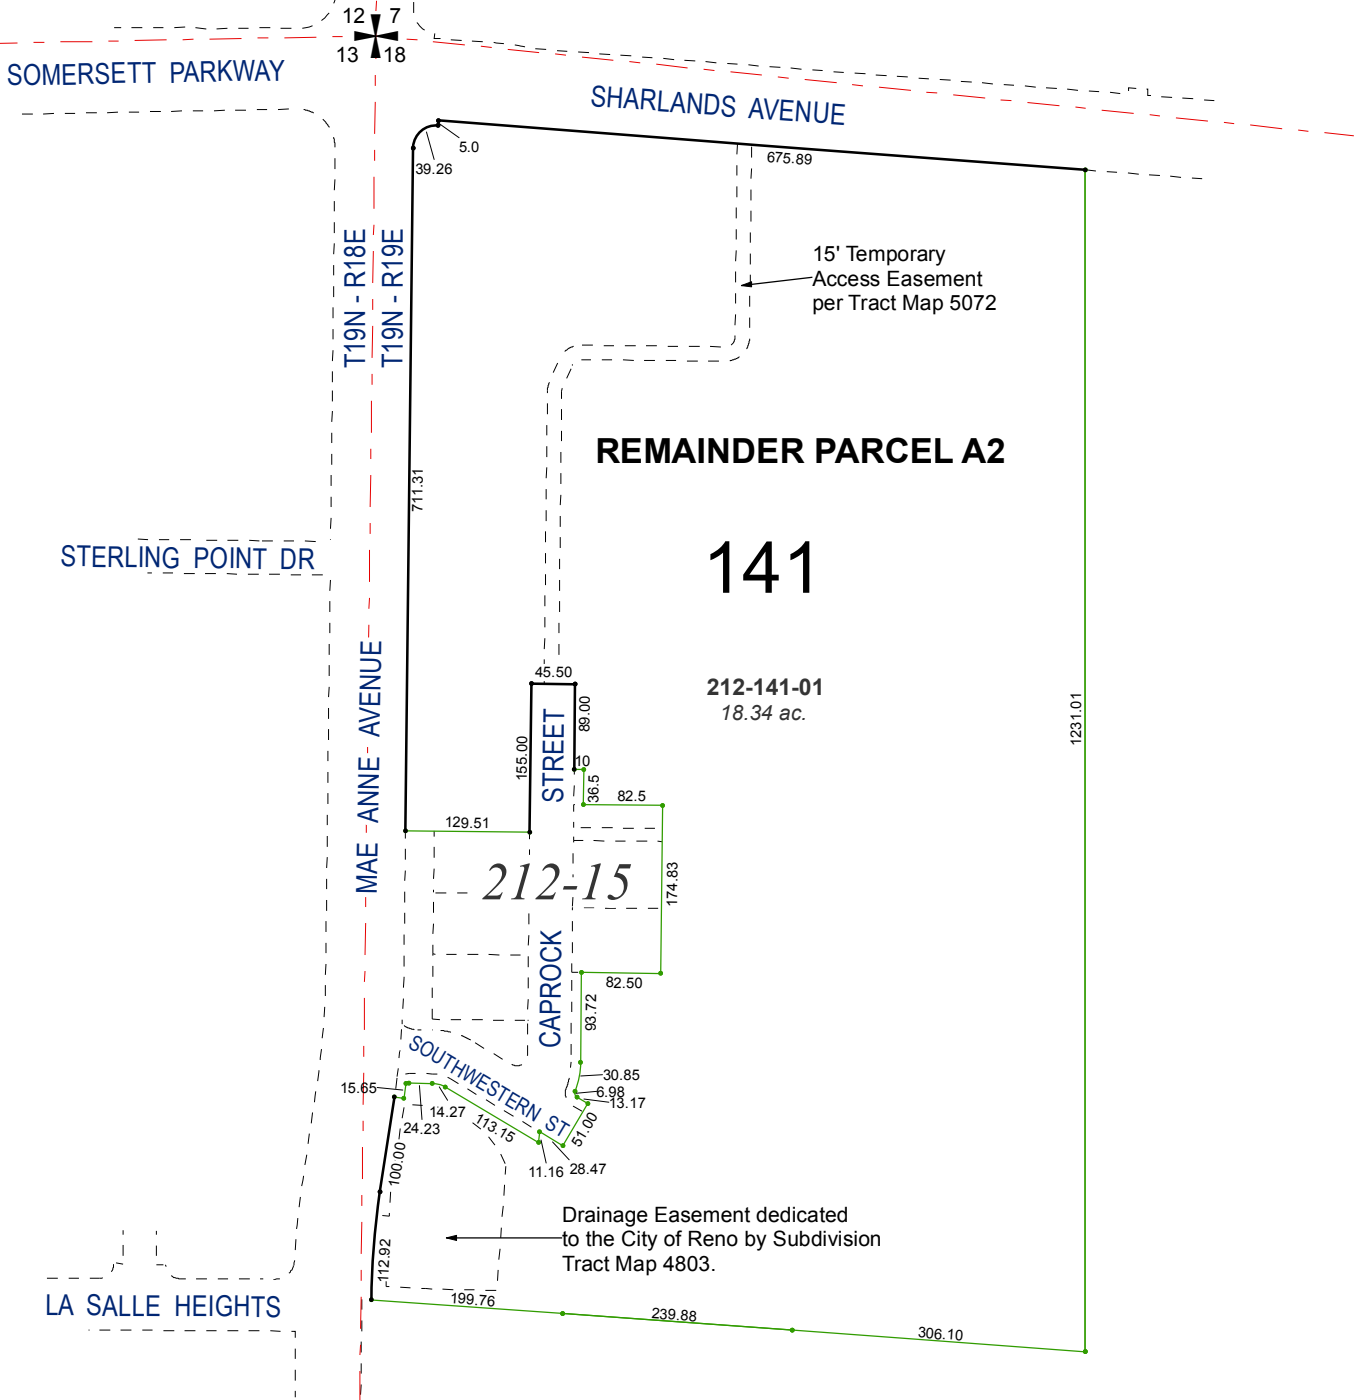 12 7
13 18
SOMERSETT PARKWAY
SHARLANDS AVENUE
5.0
39.26
675.89
T19N - R18E
T19N - R19E
15' Temporary
Access Easement
per Tract Map 5072
REMAINDER PARCEL A2
711.31
STERLING POINT DR
141
212-141-01
18.34 ac.
1231.01
MAE ANNE AVENUE
45.50
89.00
155.00
STREET
10
36.5
82.5
129.51
212-15
174.83
CAPROCK
82.50
93.72
SOUTHWESTERN ST
30.85
6.98
13.17
51.00
15.65
14.27
24.23
113.15
11.16
28.47
100.00
Drainage Easement dedicated
to the City of Reno by Subdivision
Tract Map 4803.
112.92
LA SALLE HEIGHTS
199.76
239.88
306.10